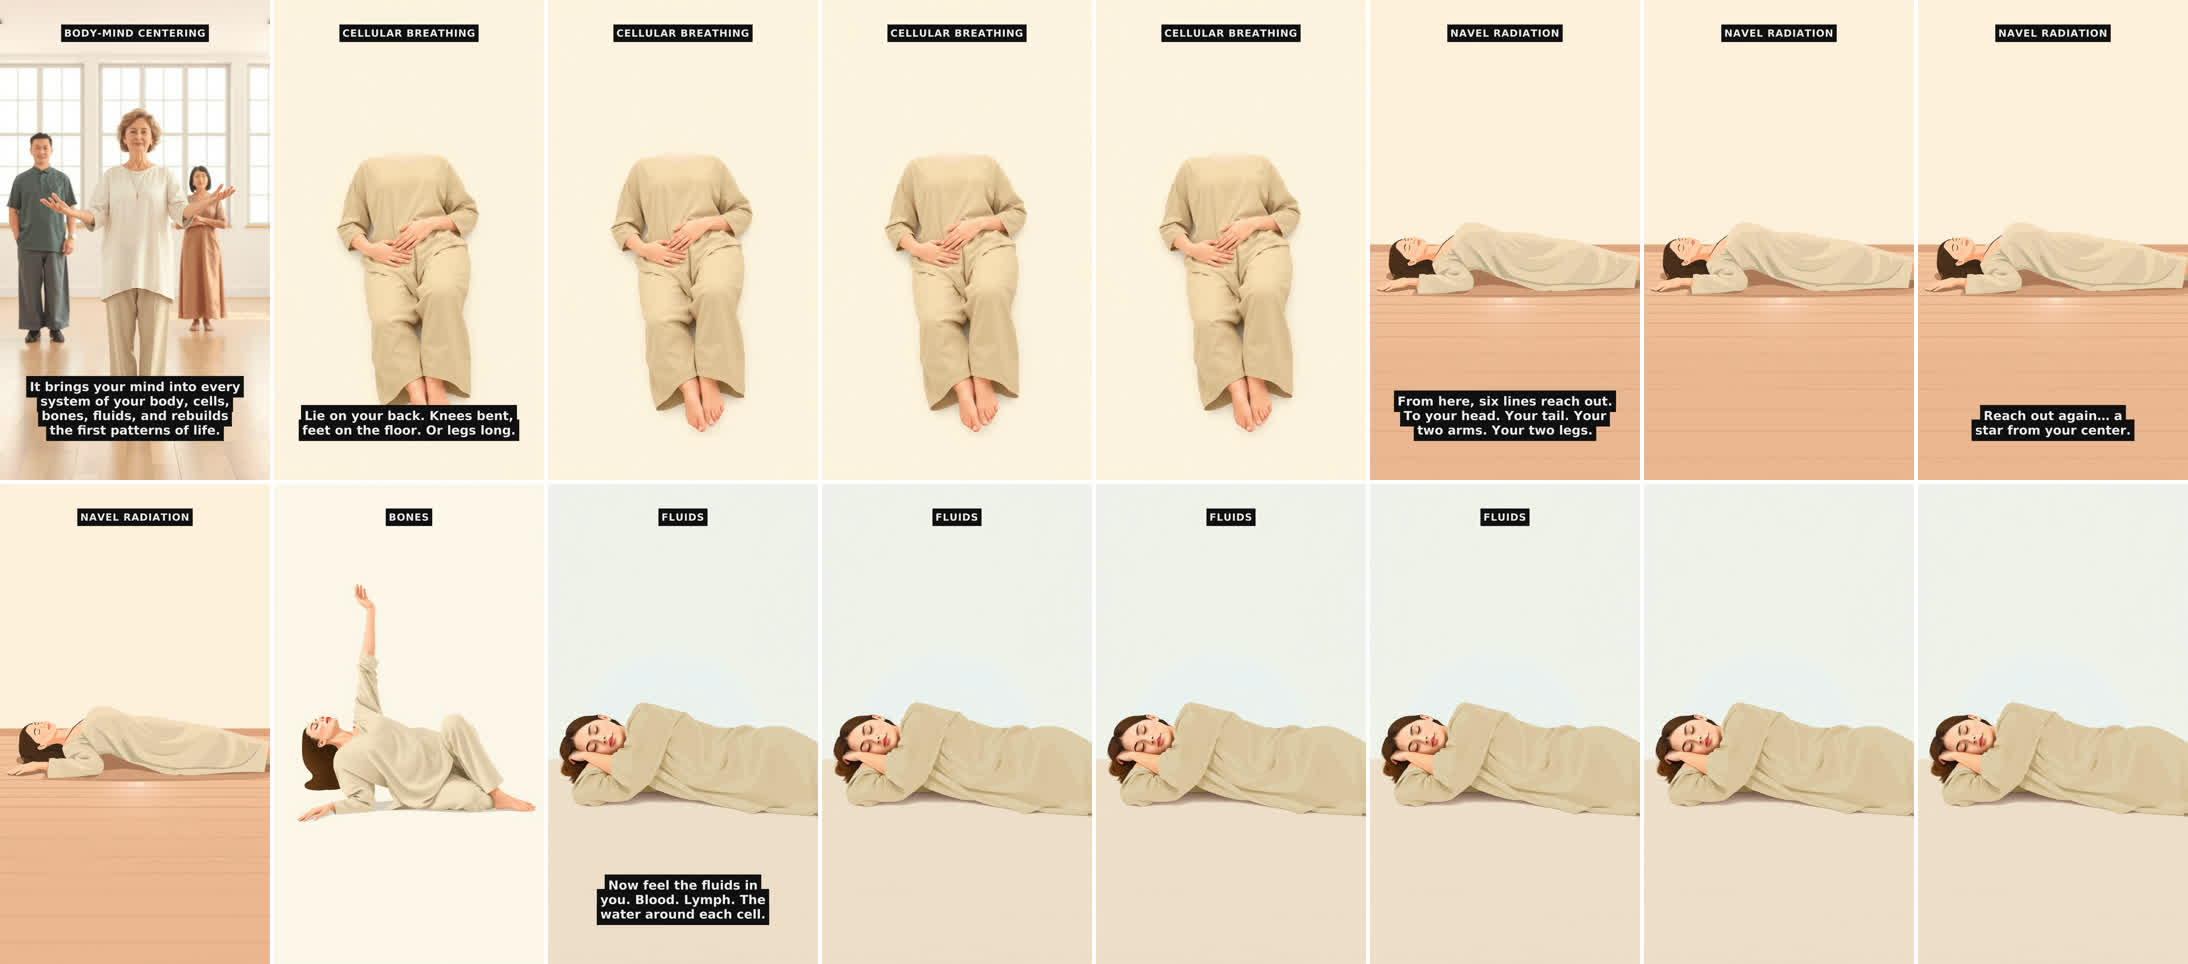 BODY-MIND CENTERING
It brings your mind into every
system of your body, cells,
bones, fluids, and rebuilds
the first patterns of life.
CELLULAR BREATHING
Lie on your back. Knees bent,
feet on the floor. Or legs long.
CELLULAR BREATHING
CELLULAR BREATHING
CELLULAR BREATHING
NAVEL RADIATION
From here, six lines reach out.
To your head. Your tail. Your
two arms. Your two legs.
NAVEL RADIATION
NAVEL RADIATION
Reach out again… a
star from your center.
NAVEL RADIATION
BONES
FLUIDS
Now feel the fluids in
you. Blood. Lymph. The
water around each cell.
FLUIDS
FLUIDS
FLUIDS